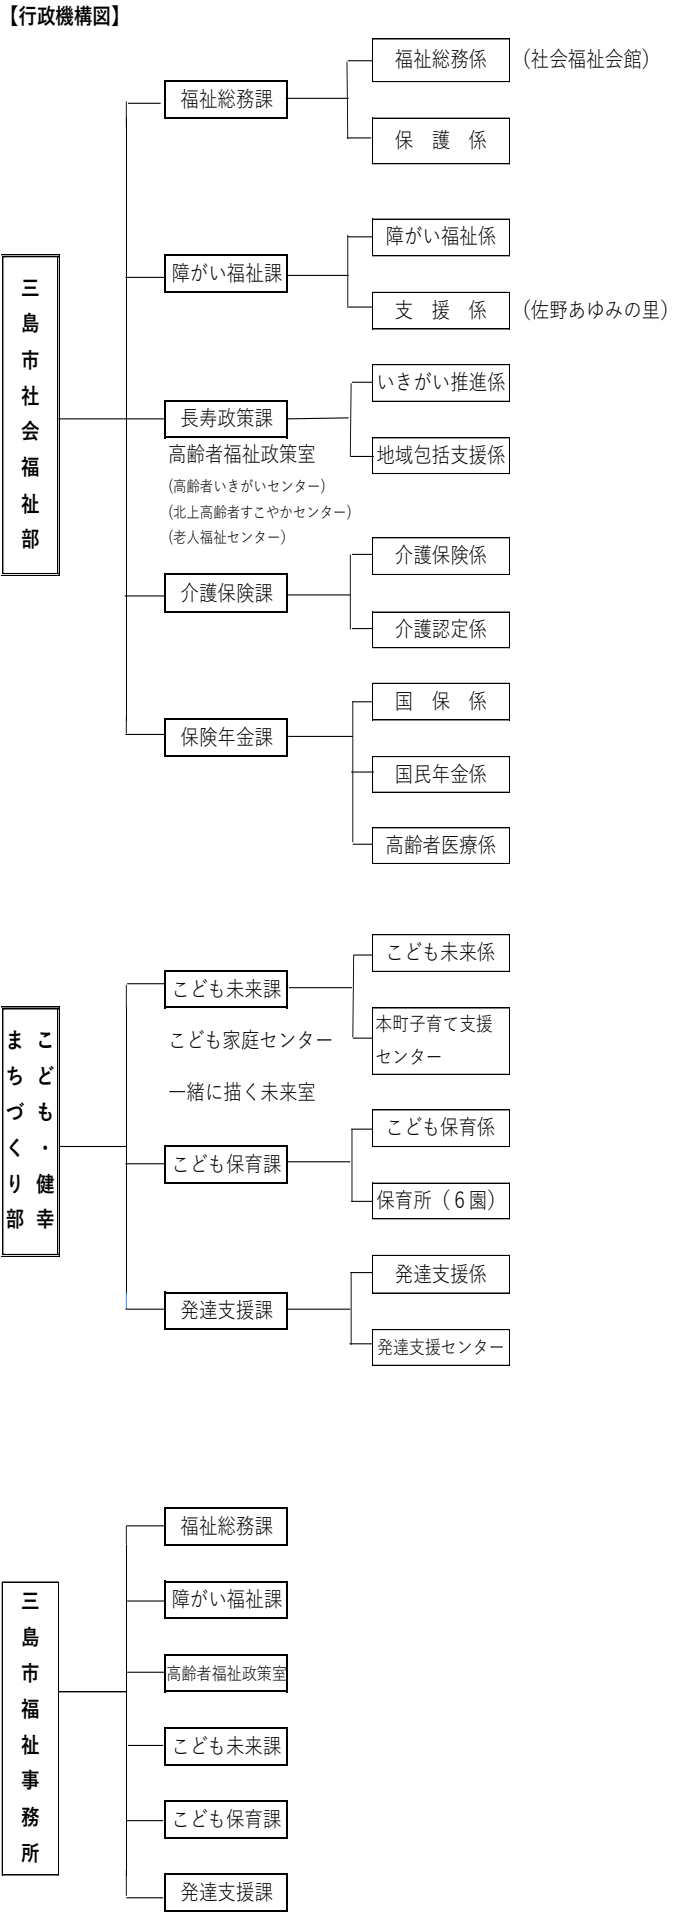 【行政機構図】
三島市社会福祉部
福祉総務課
福祉総務係
（社会福祉会館）
保　護　係
障がい福祉課
障がい福祉係
支　援　係
（佐野あゆみの里）
長寿政策課
高齢者福祉政策室
(高齢者いきがいセンター)
(北上高齢者すこやかセンター)
(老人福祉センター)
いきがい推進係
地域包括支援係
介護保険課
介護保険係
介護認定係
保険年金課
国　保　係
国民年金係
高齢者医療係
こども・健幸
まちづくり部
こども未来課
こども家庭センター
一緒に描く未来室
こども未来係
本町子育て支援
センター
こども保育課
こども保育係
保育所（６園）
発達支援課
発達支援係
発達支援センター
三島市福祉事務所
福祉総務課
障がい福祉課
高齢者福祉政策室
こども未来課
こども保育課
発達支援課